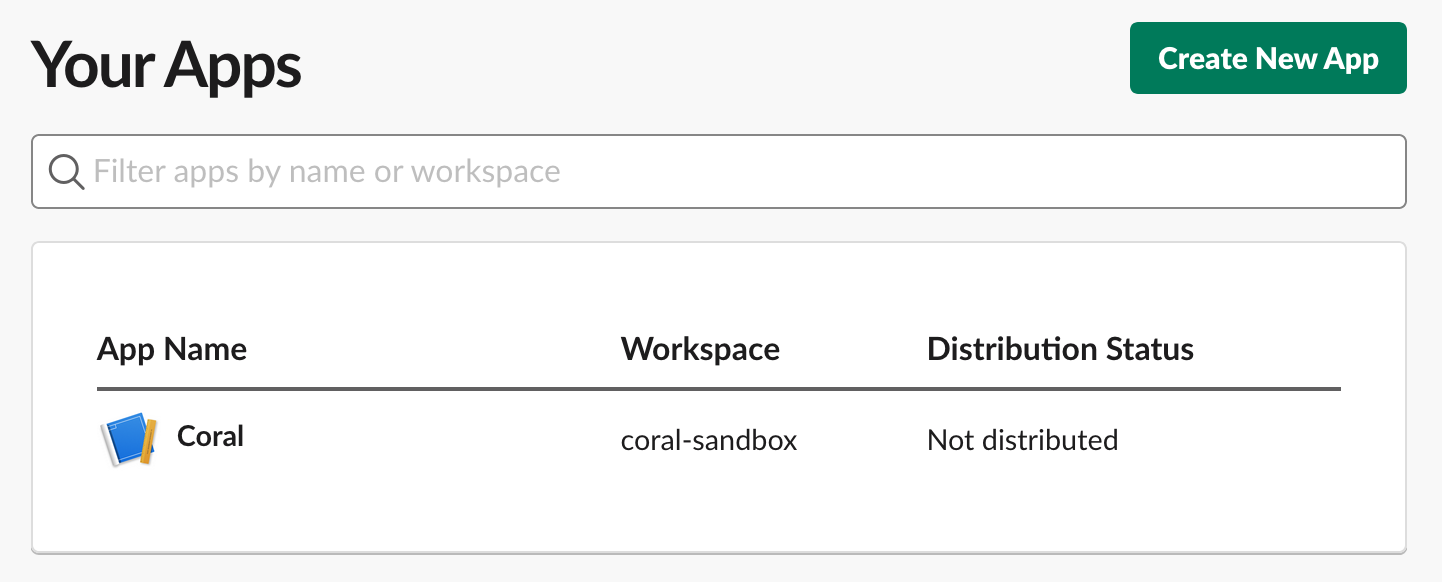 Your Apps
Create New App
Filter apps by name or workspace
App Name Workspace Distribution Status
Coral coral-sandbox Not distributed